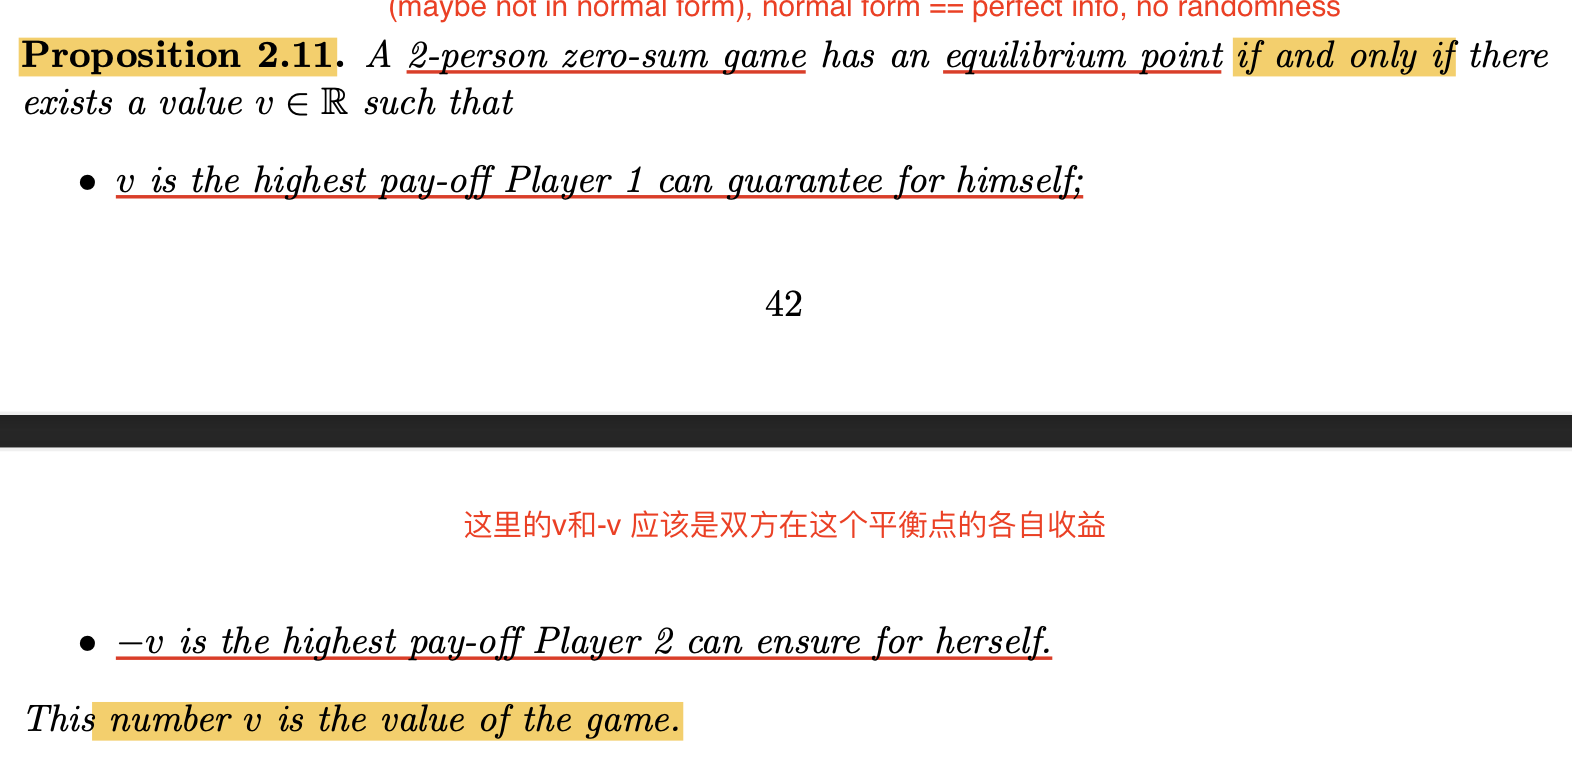 (maybe not in normal form), normal form == perfect info, no randomness
Proposition 2.11. A 2-person zero-sum game has an equilibrium point if and only if there
exists a value v ∈ ℝ such that
• v is the highest pay-off Player 1 can guarantee for himself;
42
这里的v和-v 应该是双方在这个平衡点的各自收益
• −v is the highest pay-off Player 2 can ensure for herself.
This number v is the value of the game.